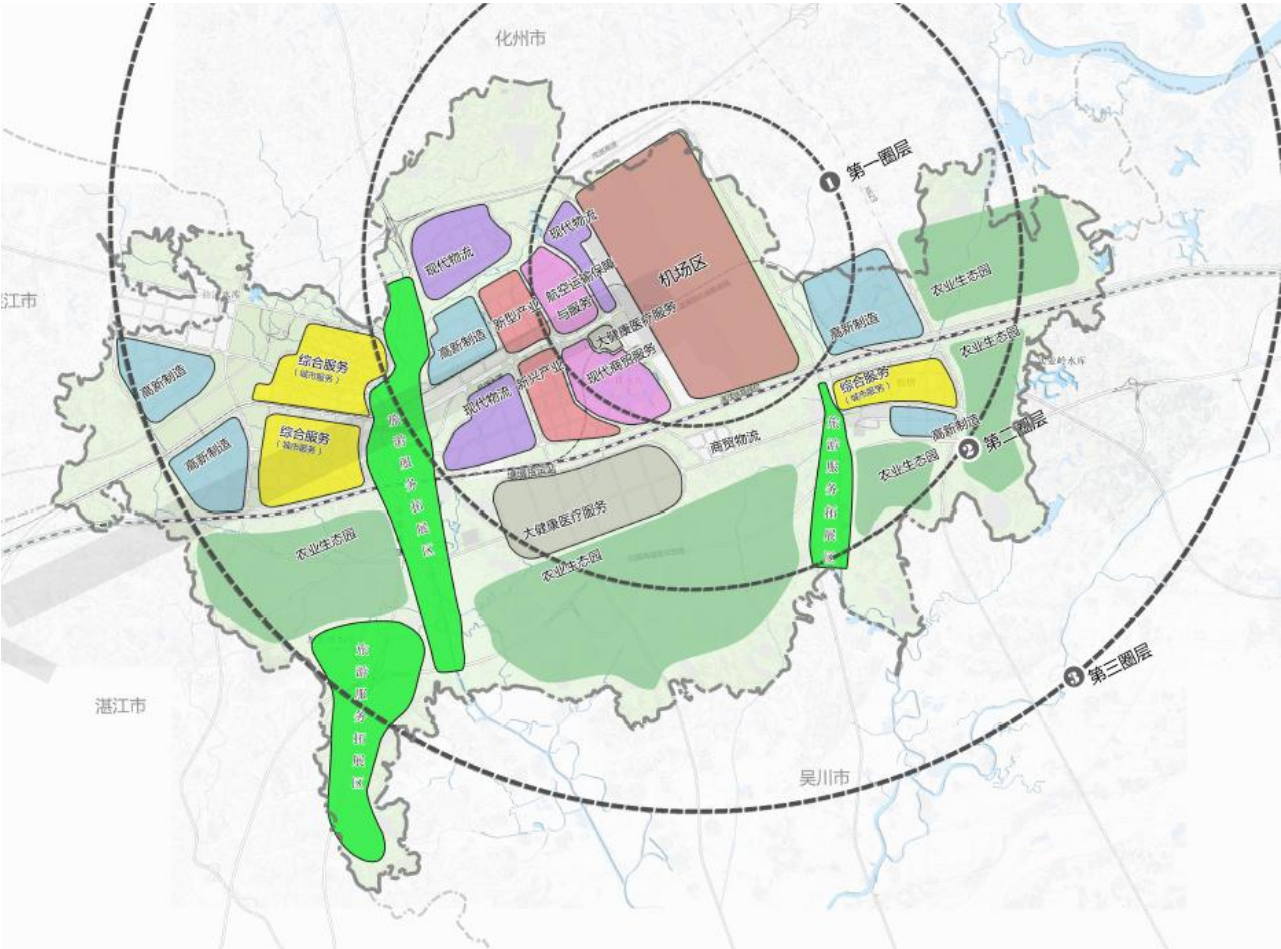 化州市
第一圈层
1
现代物流
现代物流
机场区
航空运输保障
与服务
农业生态园
江市
新型产业
大健康医疗服务
高新制造
高新制造
农业生态园
综合服务
（城市服务）
现代商贸服务
高新制造
新兴产业
综合服务
（城市服务）
现代物流
旅游服务拓展区
旅游服务拓展区
综合服务
（城市服务）
高新制造
第二圈层
2
商贸物流
高新制造
农业生态园
大健康医疗服务
农业生态园
农业生态园
旅游服务拓展区
第三圈层
3
湛江市
吴川市